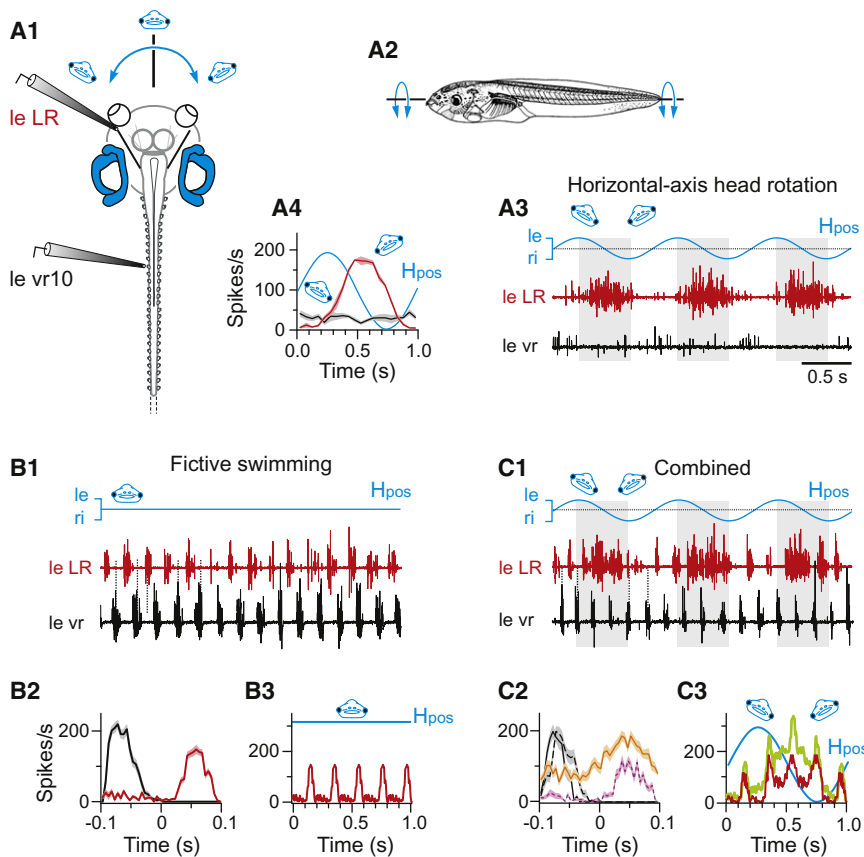 A1
le LR
le vr10
A2
A4
Hpos
Spikes/s
200
100
0
0.0
0.5
1.0
Time (s)
Horizontal-axis head rotation
A3
Hpos
le
ri
le LR
le vr
0.5 s
B1
Fictive swimming
Hpos
le
ri
le LR
le vr
C1
Combined
Hpos
le
ri
le LR
le vr
B2
Spikes/s
200
0
-0.1
0
0.1
Time (s)
B3
Hpos
200
0
0.0
0.5
1.0
Time (s)
C2
200
0
-0.1
0
0.1
Time (s)
C3
Hpos
200
0
0.0
0.5
1.0
Time (s)